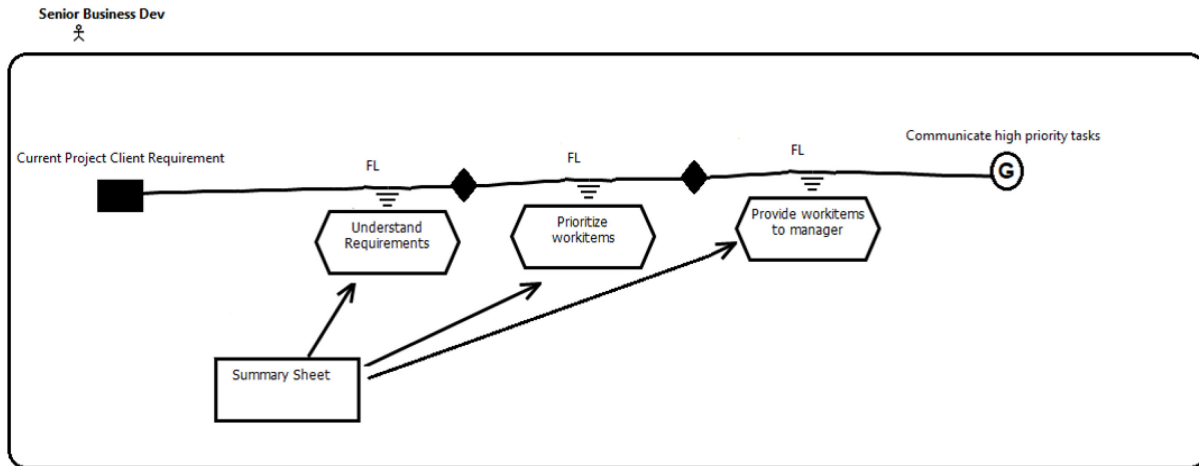 Senior Business Dev
Communicate high priority tasks
Current Project Client Requirement
FL
FL
FL
G
Understand
Requirements
Prioritize
workitems
Provide workitems
to manager
Summary Sheet